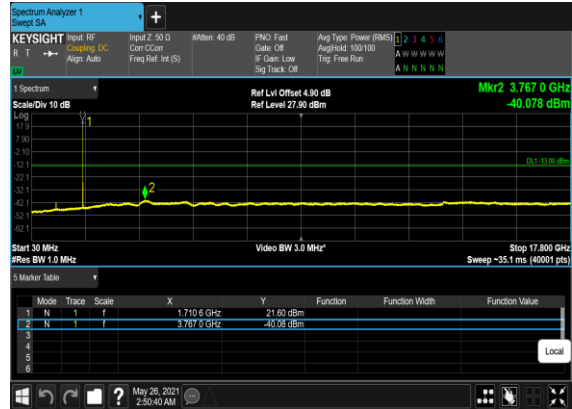 Spectrum Analyzer 1
Swept SA
+
KEYSIGHT Input: RF Input Z: 50 Ω #Atten: 40 dB PNO: Fast Avg Type: Power (RMS) 1 2 3 4 5 6
R T Coupling: DC Corr CCorr Gate: Off Avg|Hold: 100/100 A W W W W W
Align: Auto Freq Ref: Int (S) IF Gain: Low Trig: Free Run
Sig Track: Off A N N N N N
1 Spectrum Ref Lvl Offset 4.90 dB Mkr2 3.767 0 GHz
Scale/Div 10 dB Ref Level 27.90 dBm -40.078 dBm
Log
17.9
7.90
-2.10
-12.1
-22.1
-32.1
-42.1
-52.1
-62.1
1
2
DL1 -13.00 dBm
Start 30 MHz Video BW 3.0 MHz* Stop 17.800 GHz
#Res BW 1.0 MHz Sweep ~35.1 ms (40001 pts)
5 Marker Table
Mode Trace Scale X Y Function Function Width Function Value
1 N 1 f 1.710 6 GHz 21.60 dBm
2 N 1 f 3.767 0 GHz -40.08 dBm
3
4
5
6
Local
? May 26, 2021
2:50:40 AM